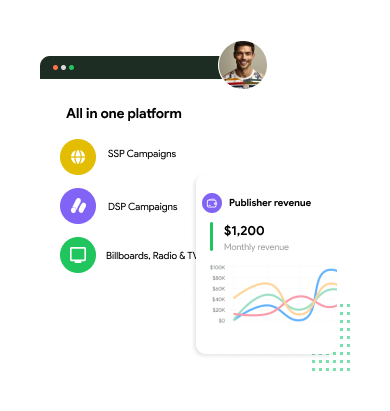 All in one platform
SSP Campaigns
DSP Campaigns
Billboards, Radio & TV
Publisher revenue
$1,200
Monthly revenue
$100K
$80K
$60K
$40K
$20K
$0